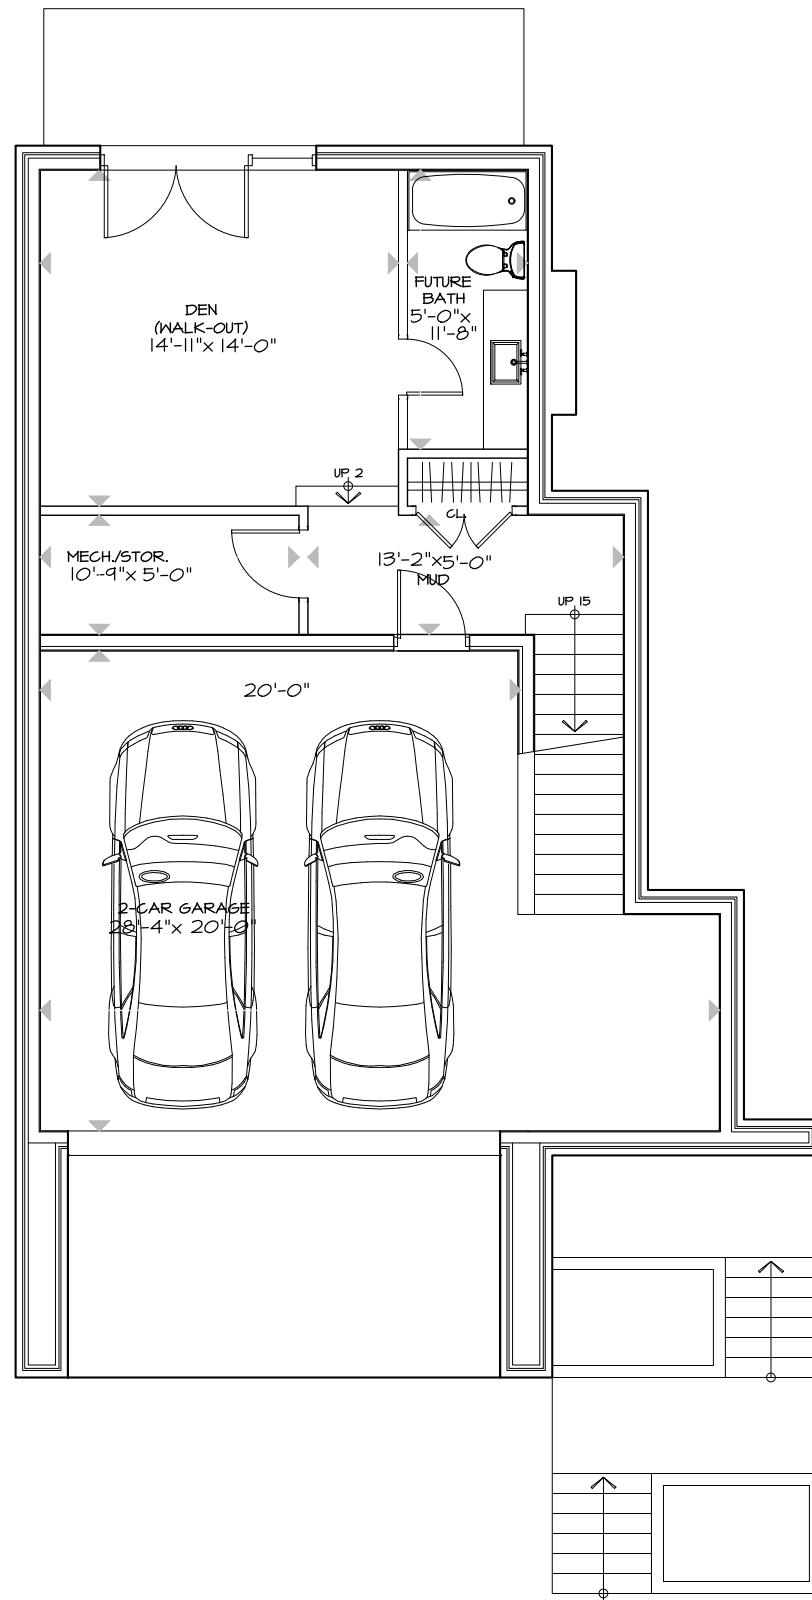 DEN
(WALK-OUT)
14'-11"x 14'-0"
FUTURE
BATH
5'-0"x
11'-8"
UP 2
CL.
MECH./STOR.
10'-9"x 5'-0"
13'-2"x5'-0"
MUD
UP 15
20'-0"
2-CAR GARAGE
28'-4"x 20'-0"